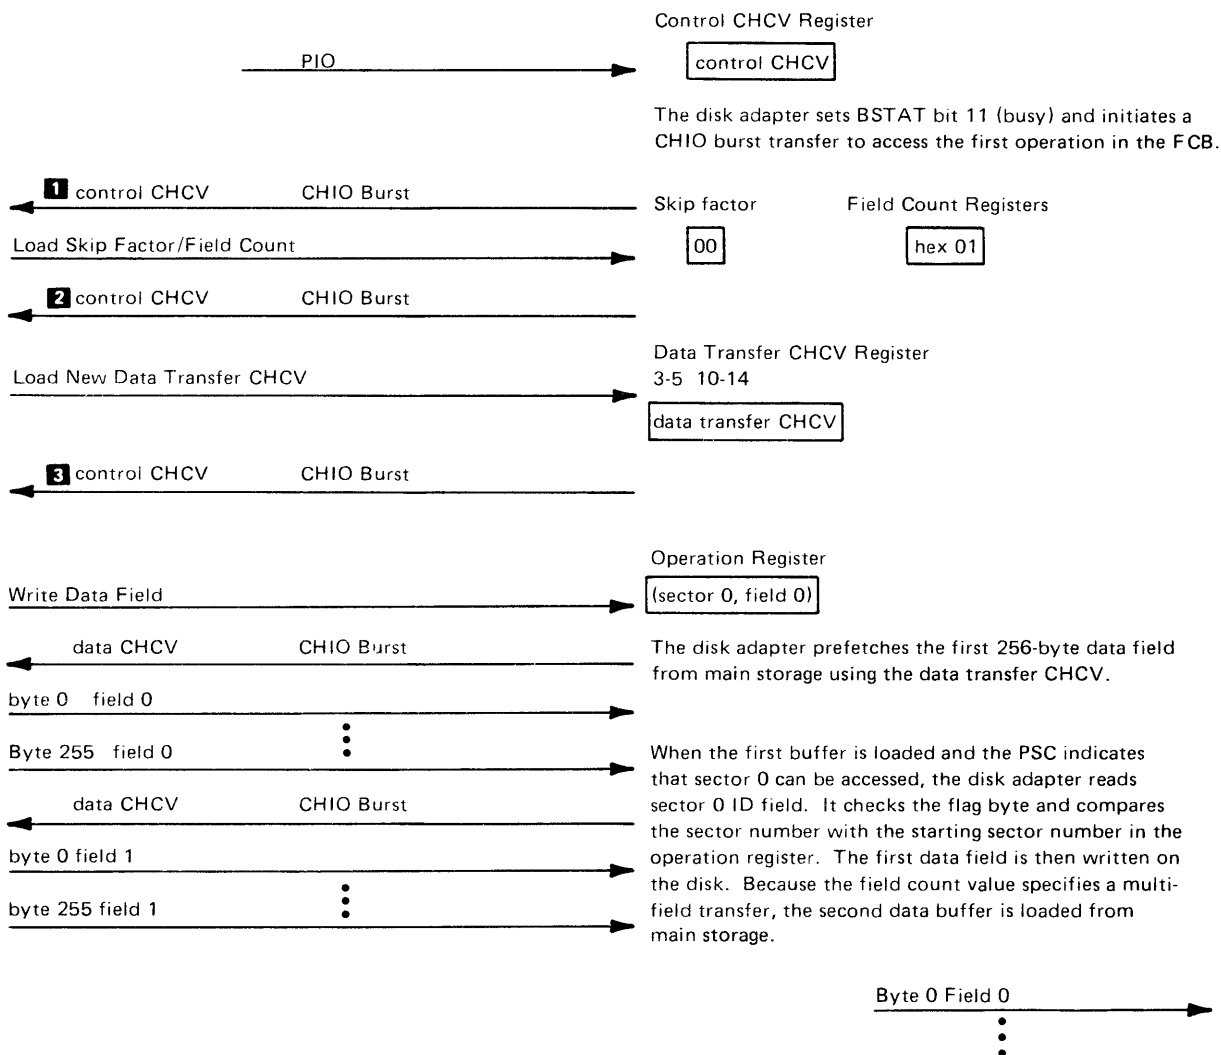 Control CHCV Register
PIO
control CHCV
The disk adapter sets BSTAT bit 11 (busy) and initiates a
CHIO burst transfer to access the first operation in the FCB.
1 control CHCV CHIO Burst
Skip factor Field Count Registers
Load Skip Factor/Field Count
00 hex 01
2 control CHCV CHIO Burst
Data Transfer CHCV Register
Load New Data Transfer CHCV
3-5 10-14
data transfer CHCV
3 control CHCV CHIO Burst
Operation Register
Write Data Field
(sector 0, field 0)
data CHCV CHIO Burst
The disk adapter prefetches the first 256-byte data field
from main storage using the data transfer CHCV.
byte 0 field 0
Byte 255 field 0
When the first buffer is loaded and the PSC indicates
that sector 0 can be accessed, the disk adapter reads
data CHCV CHIO Burst
sector 0 ID field. It checks the flag byte and compares
the sector number with the starting sector number in the
byte 0 field 1
operation register. The first data field is then written on
the disk. Because the field count value specifies a multi-
byte 255 field 1
field transfer, the second data buffer is loaded from
main storage.
Byte 0 Field 0